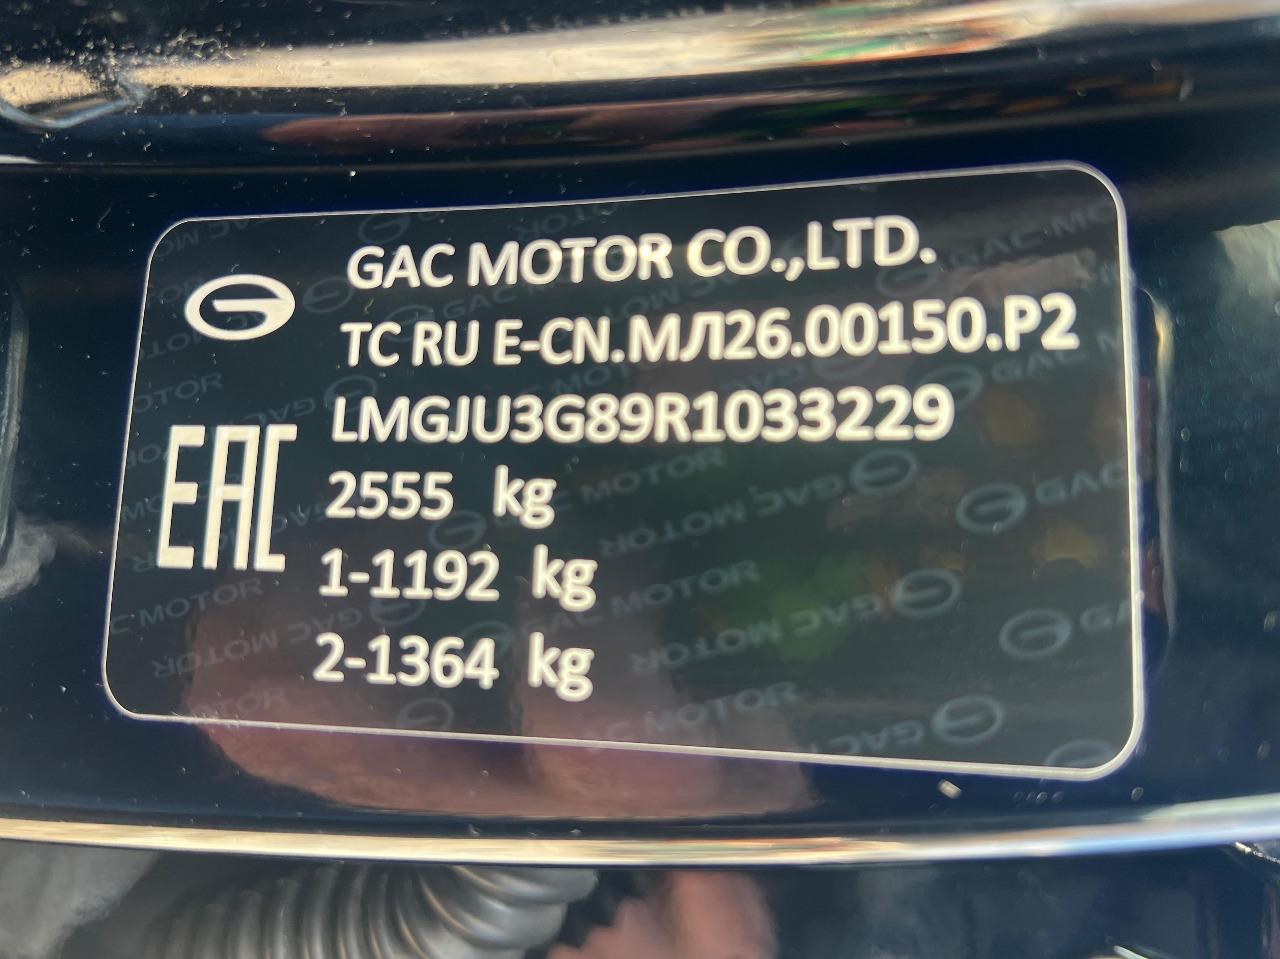 GAC MOTOR CO.,LTD.
TC RU E-CN.МЛ26.00150.P2
LMGJU3G89R1033229
EAC
2555 kg
1-1192 kg
2-1364 kg